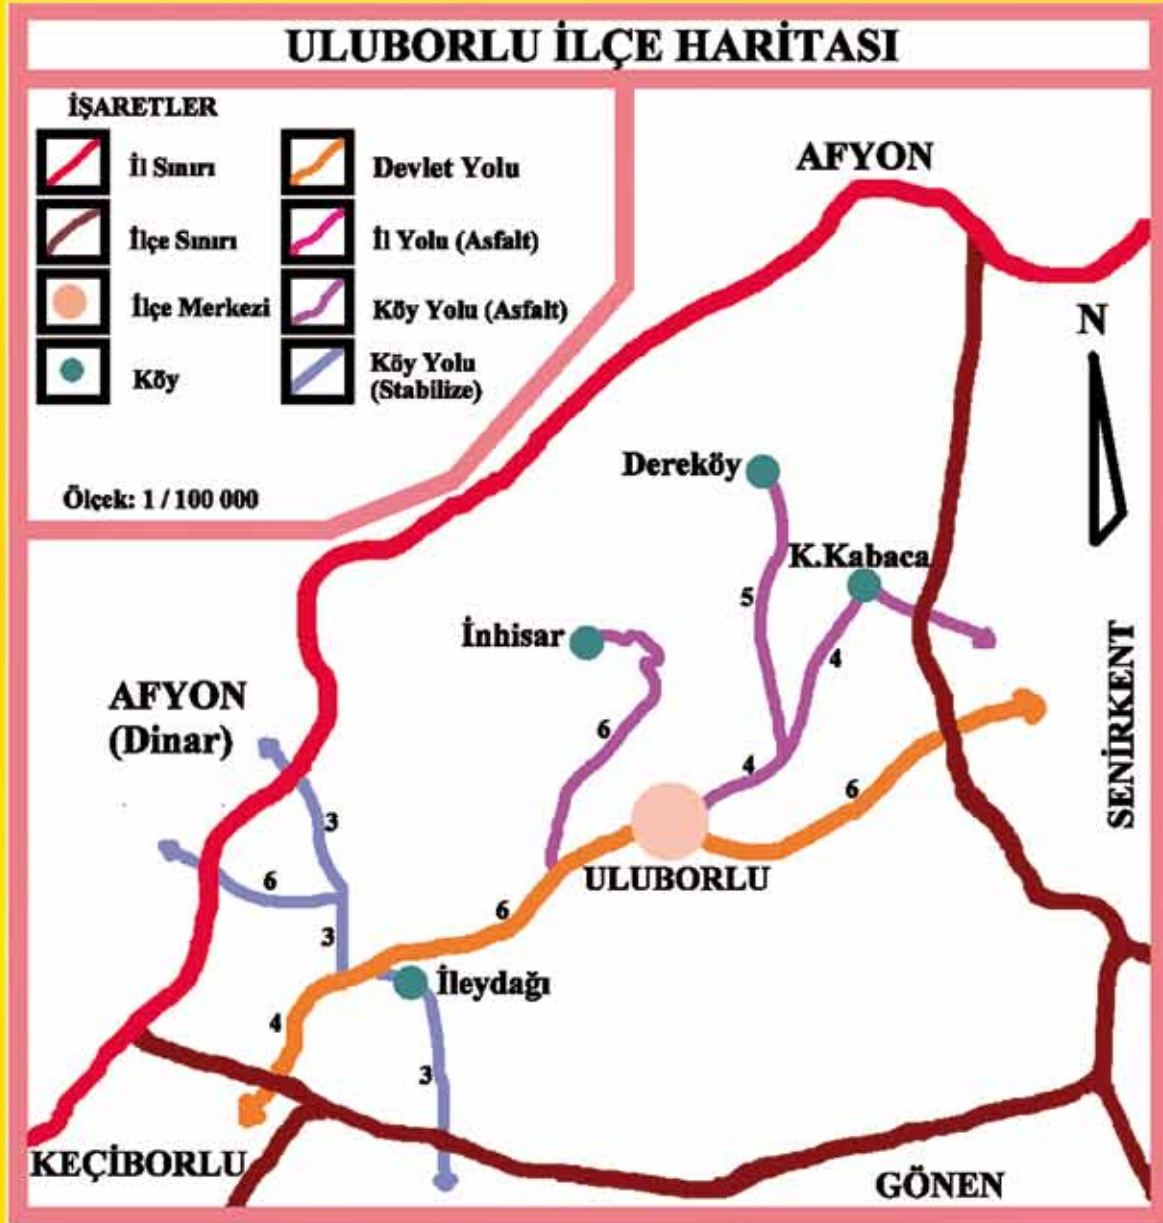 ULUBORLU İLÇE HARİTASI
İŞARETLER
İl Sınırı
Devlet Yolu
İlçe Sınırı
İl Yolu (Asfalt)
İlçe Merkezi
Köy Yolu (Asfalt)
Köy
Köy Yolu
(Stabilize)
Ölçek: 1 / 100 000
AFYON
N
Dereköy
K.Kabaca
5
İnhisar
4
SENİRKENT
AFYON
(Dinar)
6
4
6
3
ULUBORLU
6
6
3
İleydağı
4
3
KEÇİBORLU
GÖNEN